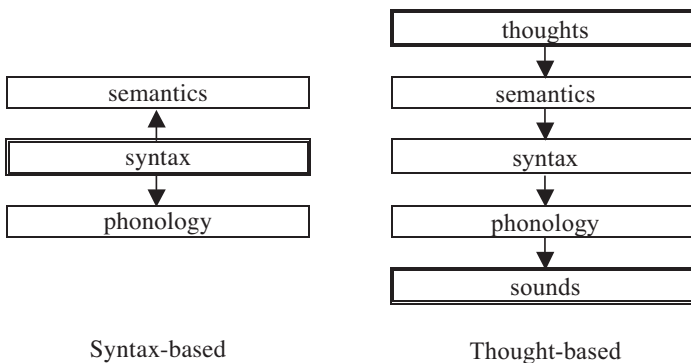 semantics
syntax
phonology
Syntax-based
thoughts
semantics
syntax
phonology
sounds
Thought-based